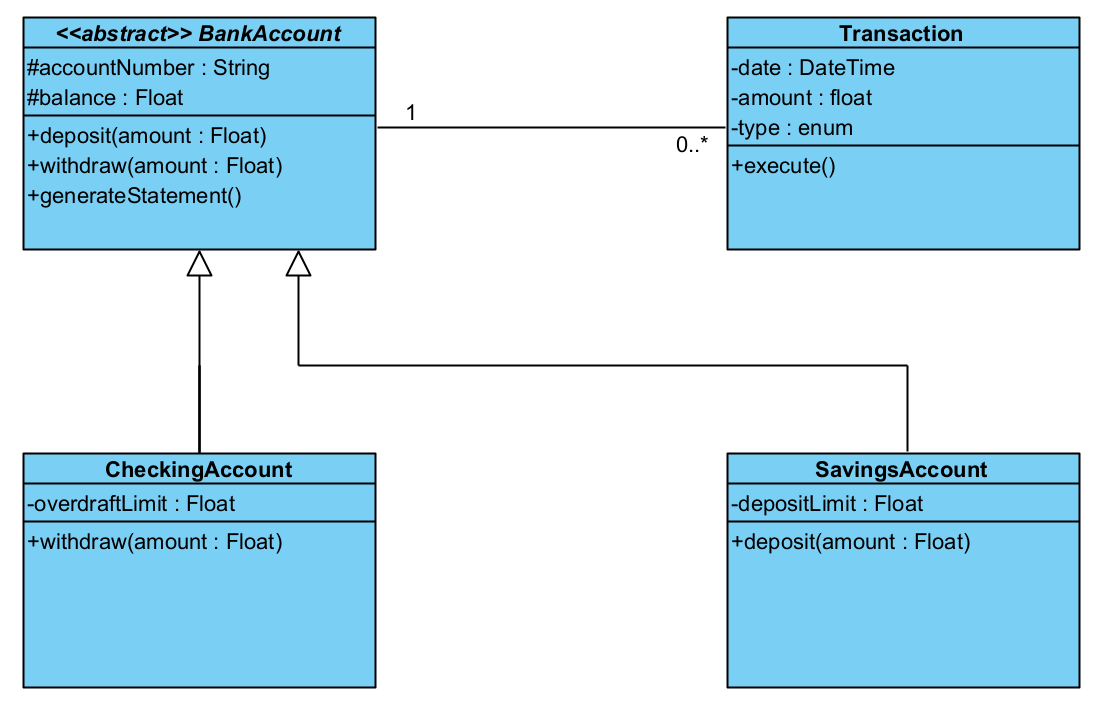 <<abstract>> BankAccount
#accountNumber : String
#balance : Float
+deposit(amount : Float)
+withdraw(amount : Float)
+generateStatement()
1
0..*
Transaction
-date : DateTime
-amount : float
-type : enum
+execute()
CheckingAccount
-overdraftLimit : Float
+withdraw(amount : Float)
SavingsAccount
-depositLimit : Float
+deposit(amount : Float)